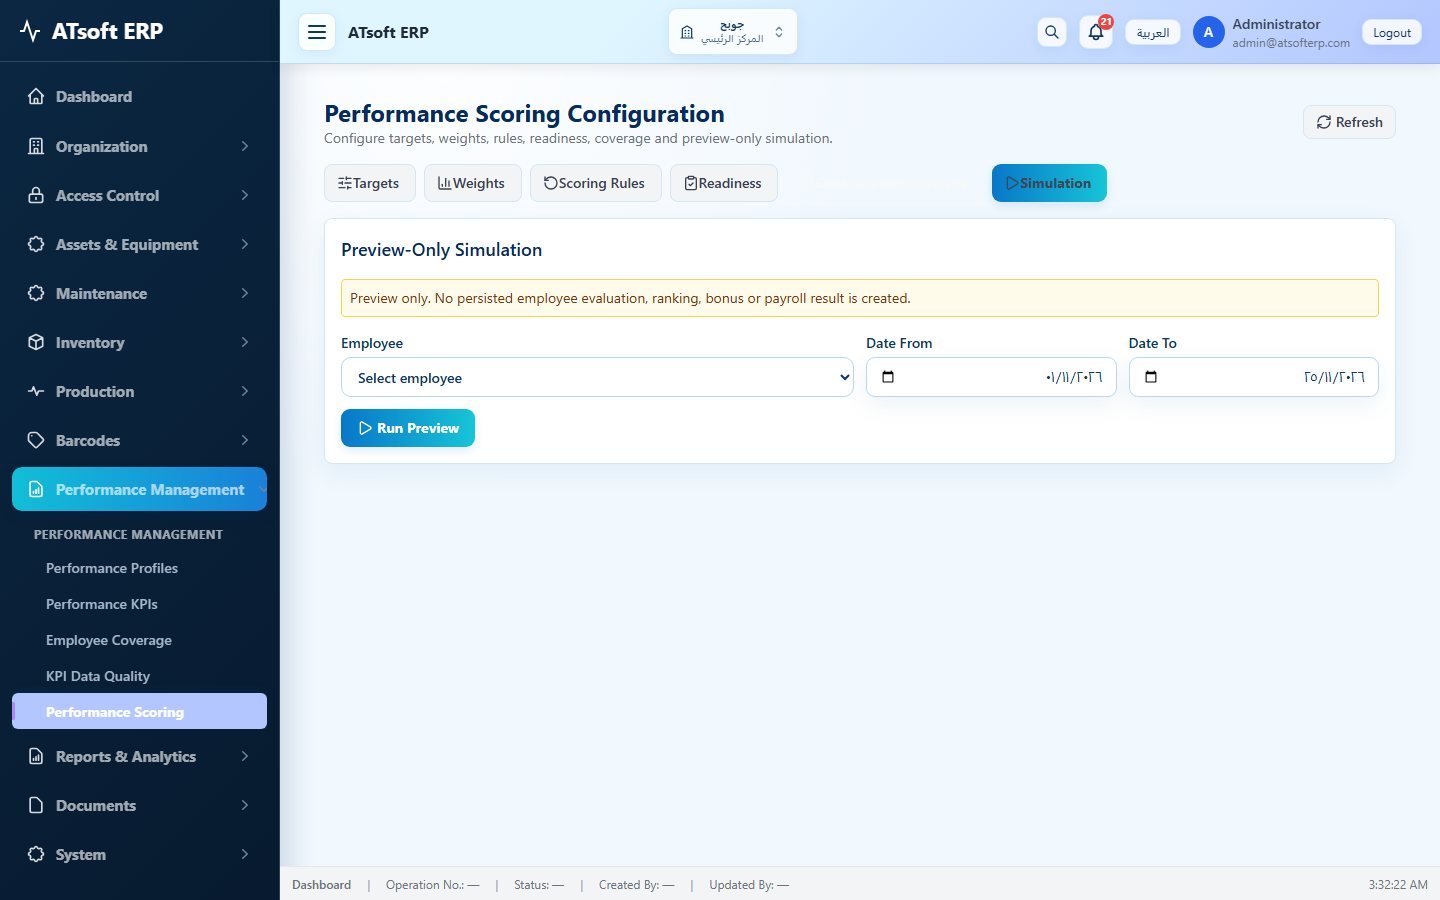 ATsoft ERP
ATsoft ERP
جوبج
المركز الرئيسي
21
العربية
A
Administrator
admin@atsofterp.com
Logout
Dashboard
Organization
Access Control
Assets & Equipment
Maintenance
Inventory
Production
Barcodes
Performance Management
PERFORMANCE MANAGEMENT
Performance Profiles
Performance KPIs
Employee Coverage
KPI Data Quality
Performance Scoring
Reports & Analytics
Documents
System
Performance Scoring Configuration
Configure targets, weights, rules, readiness, coverage and preview-only simulation.
Refresh
Targets
Weights
Scoring Rules
Readiness
Simulation
Preview-Only Simulation
Preview only. No persisted employee evaluation, ranking, bonus or payroll result is created.
Employee
Date From
Date To
Select employee
٠١/١١/٢٠٢٦
٢٥/١١/٢٠٢٦
Run Preview
Dashboard | Operation No.: — | Status: — | Created By: — | Updated By: —
3:32:22 AM